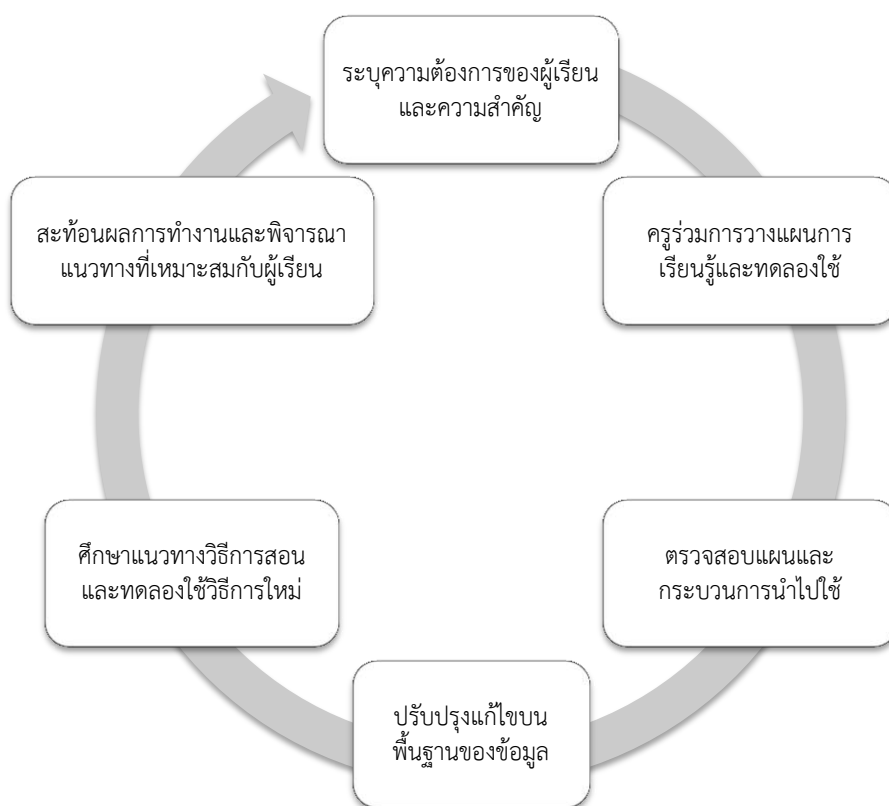 ระบุความต้องการของผู้เรียน
และความสำคัญ
ครูร่วมการวางแผนการ
เรียนรู้และทดลองใช้
ตรวจสอบแผนและ
กระบวนการนำไปใช้
ปรับปรุงแก้ไขบน
พื้นฐานของข้อมูล
ศึกษาแนวทางวิธีการสอน
และทดลองใช้วิธีการใหม่
สะท้อนผลการทำงานและพิจารณา
แนวทางที่เหมาะสมกับผู้เรียน